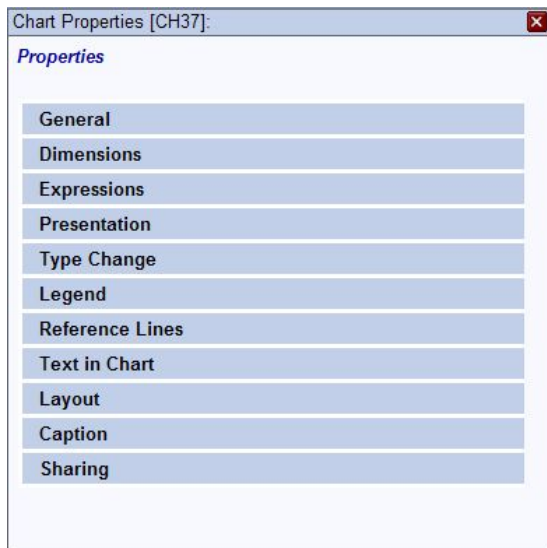 Chart Properties [CH37]:
Properties
General
Dimensions
Expressions
Presentation
Type Change
Legend
Reference Lines
Text in Chart
Layout
Caption
Sharing